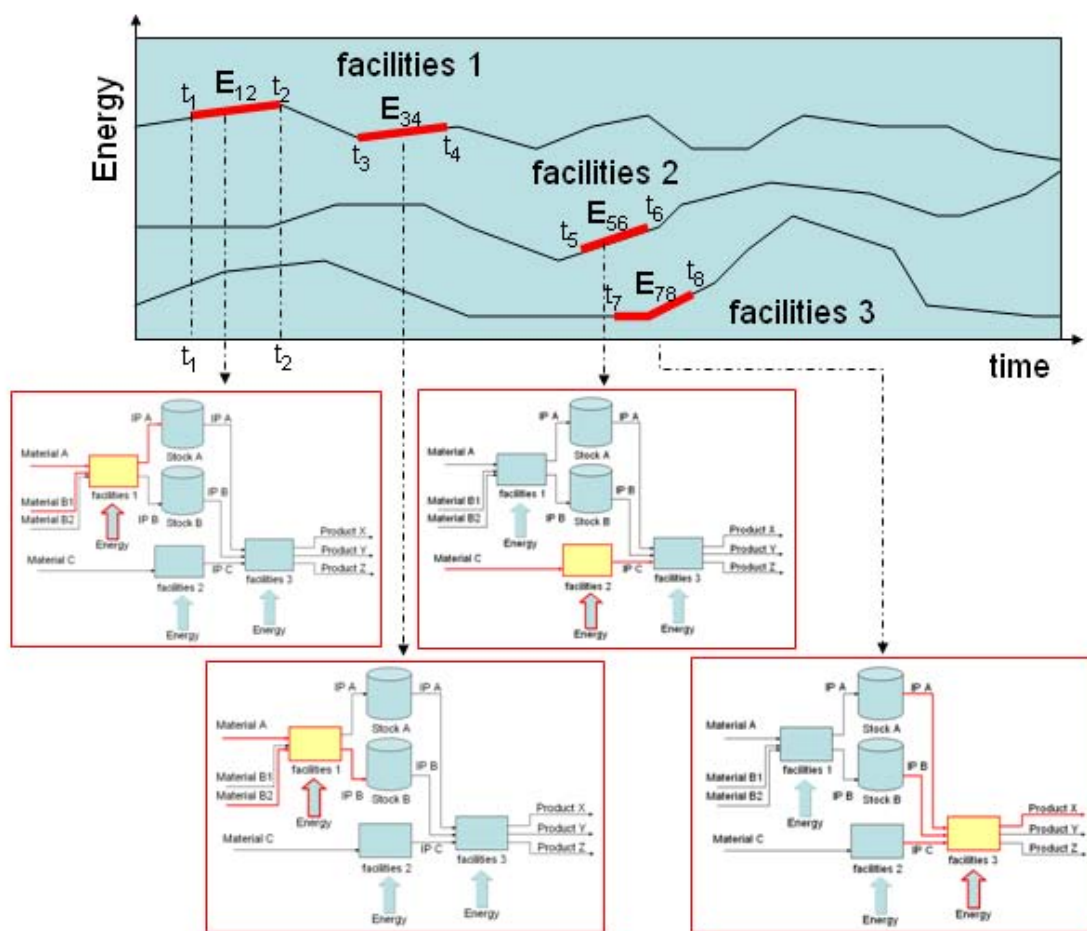 Energy
facilities 1
t1 E12 t2
E34
t3 t4
facilities 2
t5 E56 t6
t7 E78 t8
facilities 3
t1 t2
time
IP A IP A
Material A
Stock A
facilities 1
Material B1
Material B2
IP B
IP B
Stock B
Energy
Product X
Product Y
Product Z
Material C
IP C
facilities 2
facilities 3
Energy
Energy
IP A IP A
Material A
Stock A
facilities 1
Material B1
Material B2
IP B
IP B
Stock B
Energy
Product X
Product Y
Product Z
Material C
IP C
facilities 2
facilities 3
Energy
Energy
IP A IP A
Material A
Stock A
facilities 1
Material B1
Material B2
IP B
IP B
Stock B
Energy
Product X
Product Y
Product Z
Material C
IP C
facilities 2
facilities 3
Energy
Energy
IP A IP A
Material A
Stock A
facilities 1
Material B1
Material B2
IP B
IP B
Stock B
Energy
Product X
Product Y
Product Z
Material C
IP C
facilities 2
facilities 3
Energy
Energy